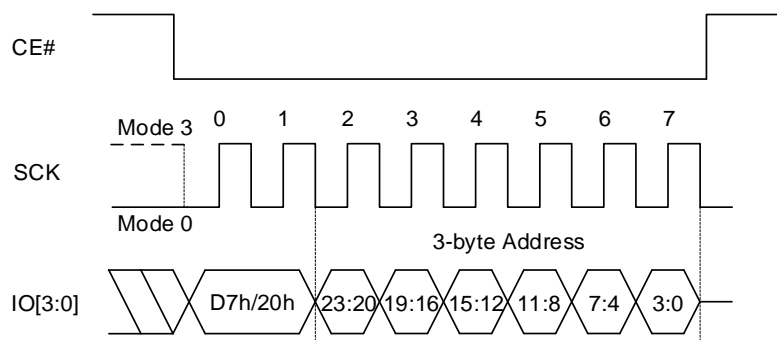 CE#
Mode 3 0 1 2 3 4 5 6 7
SCK
Mode 0
3-byte Address
IO[3:0] D7h/20h 23:20 19:16 15:12 11:8 7:4 3:0